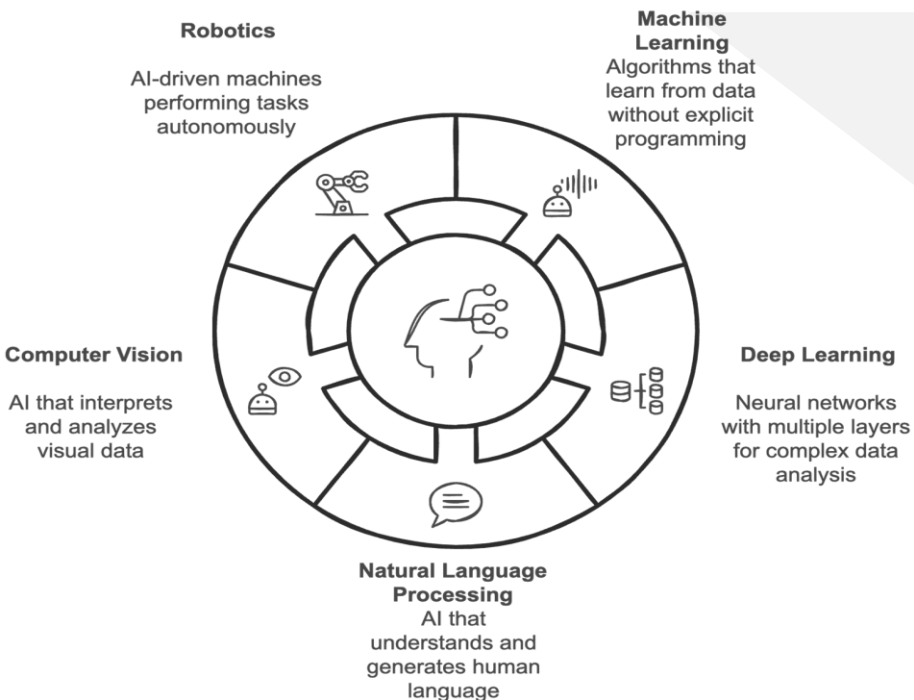 Robotics
AI-driven machines
performing tasks
autonomously
Machine
Learning
Algorithms that
learn from data
without explicit
programming
Computer Vision
AI that interprets
and analyzes
visual data
Deep Learning
Neural networks
with multiple layers
for complex data
analysis
Natural Language
Processing
AI that
understands and
generates human
language